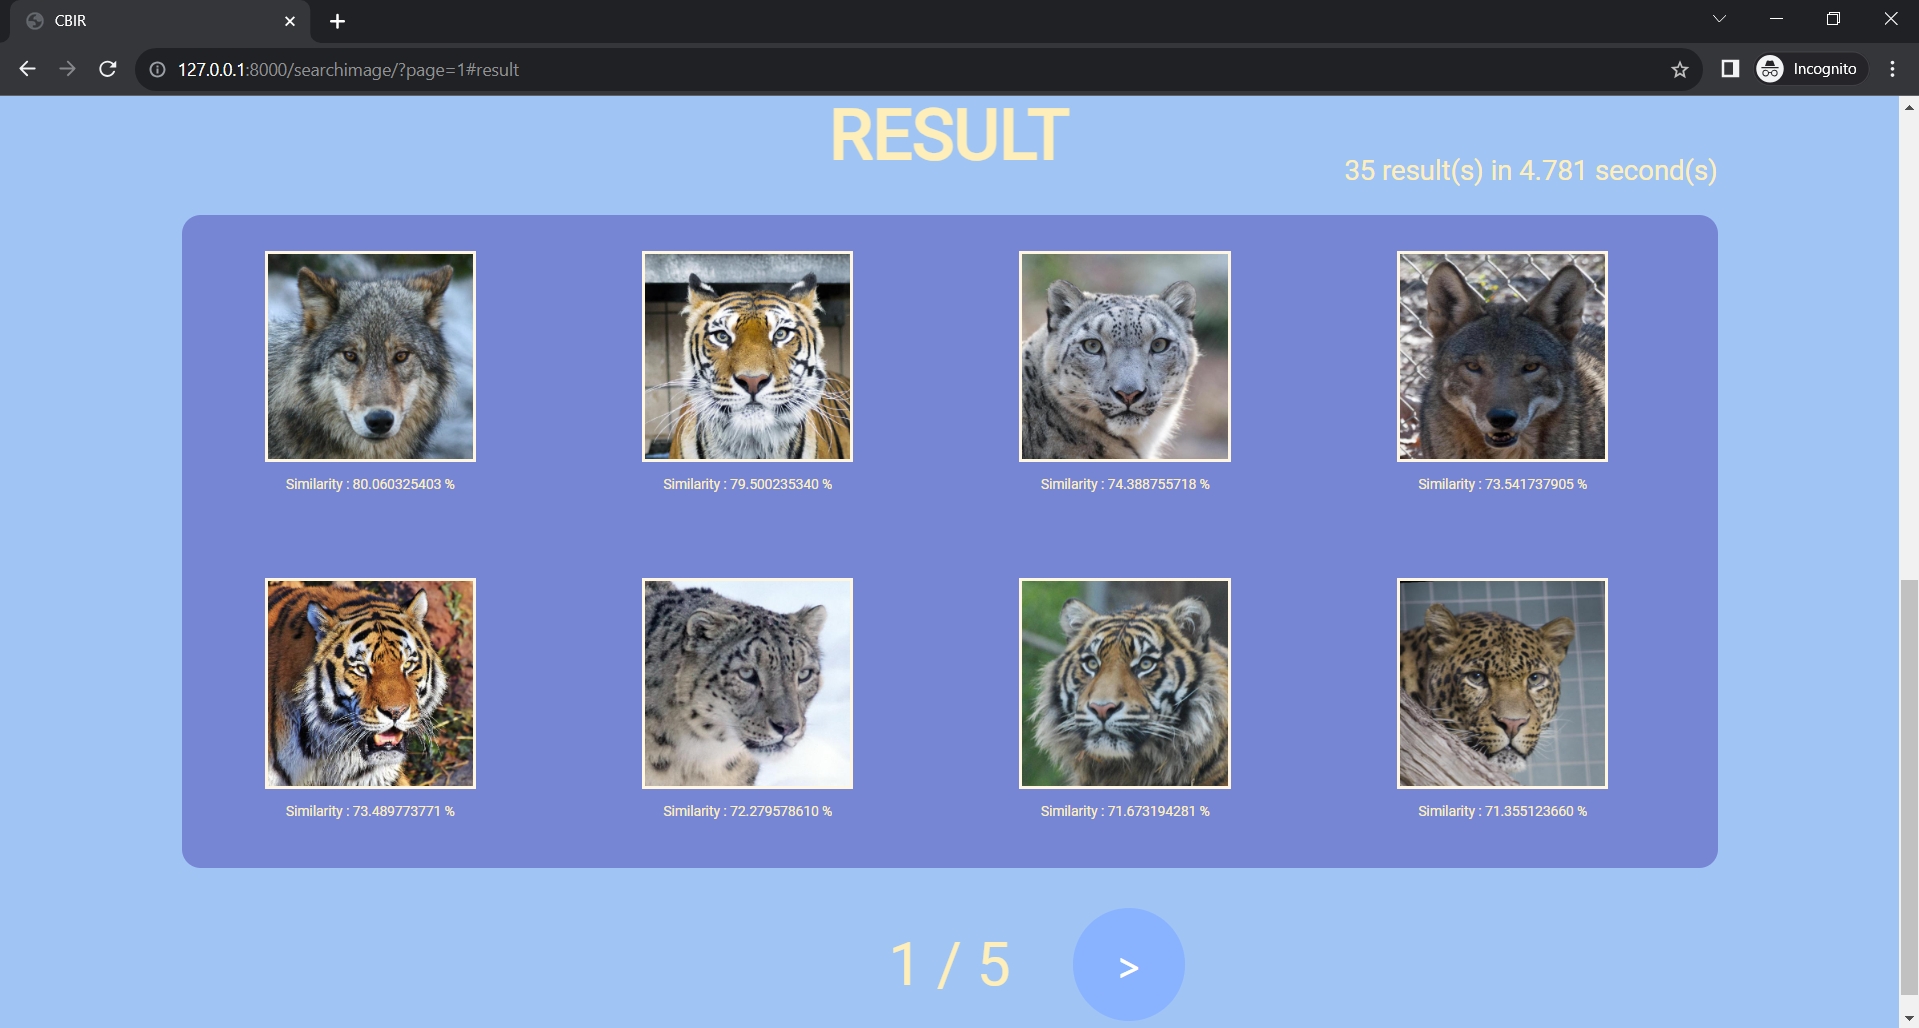 CBIR
127.0.0.1:8000/searchimage/?page=1#result
Incognito
RESULT
35 result(s) in 4.781 second(s)
Similarity : 80.060325403 %
Similarity : 79.500235340 %
Similarity : 74.388755718 %
Similarity : 73.541737905 %
Similarity : 73.489773771 %
Similarity : 72.279578610 %
Similarity : 71.673194281 %
Similarity : 71.355123660 %
1 / 5
>